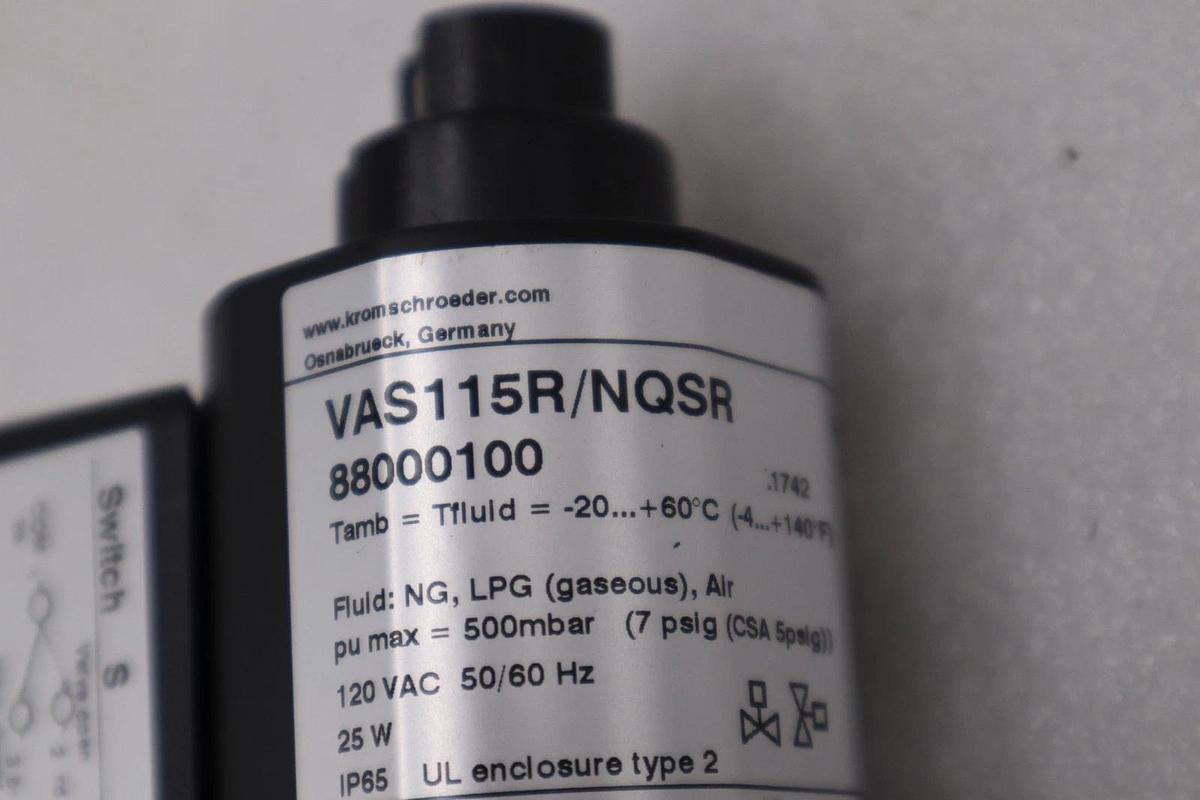 www.kromschroeder.com
Osnabrueck, Germany
VAS115R/NQSR
88000100
.1742
Tamb = Tfluid = -20...+60°C (-4...+140°F)
Fluid: NG, LPG (gaseous), Air
pu max = 500mbar (7 psig (CSA 5psig))
120 VAC 50/60 Hz
25 W
IP65 UL enclosure type 2
Switch S